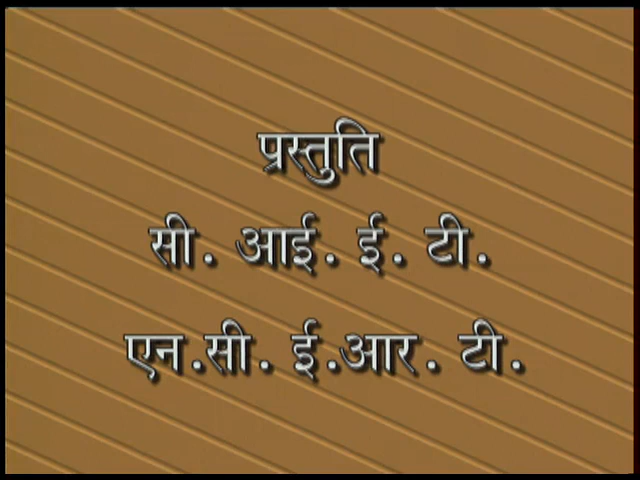 प्रस्तुति
सी. आई. ई. टी.
एन.सी. ई.आर. टी.